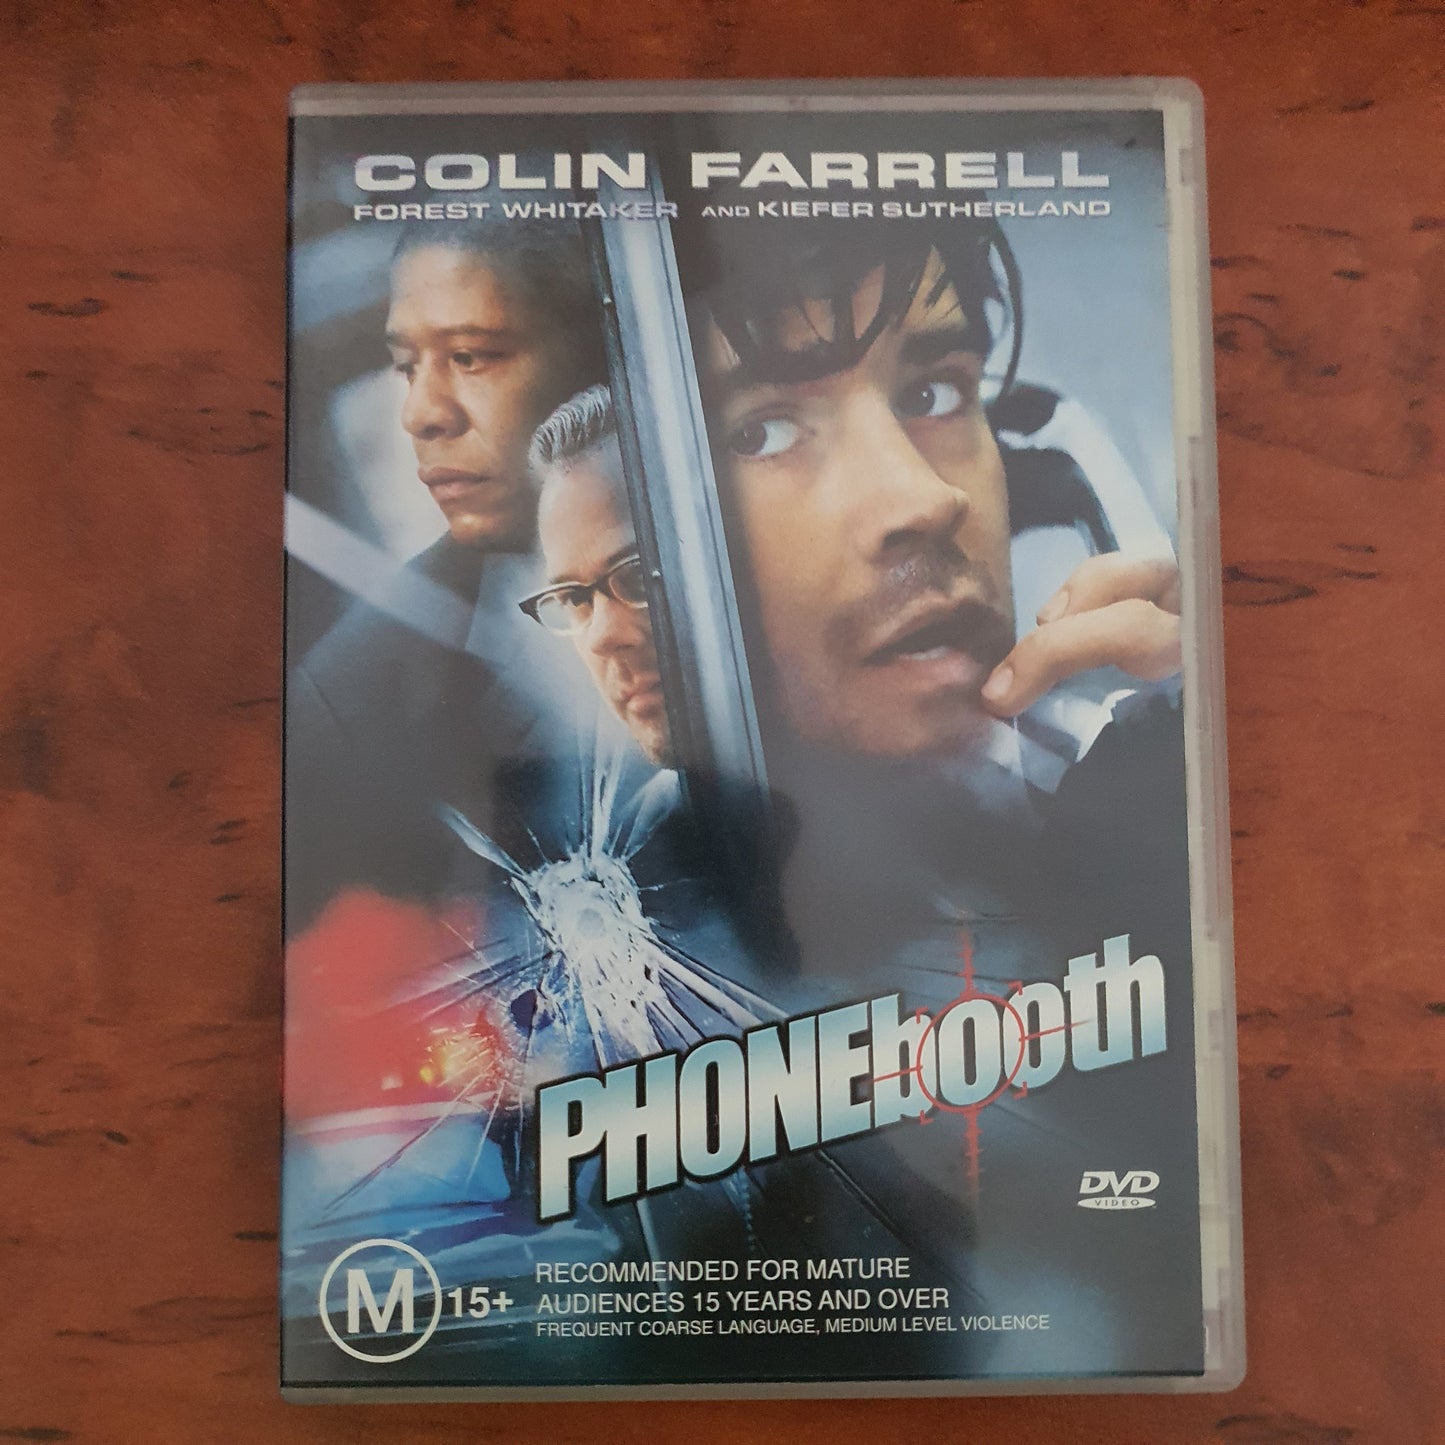 COLIN FARRELL
FOREST WHITAKER AND KIEFER SUTHERLAND
PHONEbooth
DVD
VIDEO
M 15+
RECOMMENDED FOR MATURE
AUDIENCES 15 YEARS AND OVER
FREQUENT COARSE LANGUAGE, MEDIUM LEVEL VIOLENCE